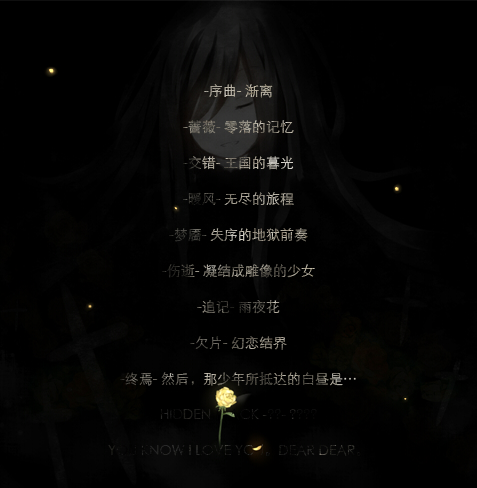 -序曲- 渐离
-蔷薇- 零落的记忆
-交错- 王国的暮光
-暖风- 无尽的旅程
-梦魇- 失序的地狱前奏
-伤逝- 凝结成雕像的少女
-追记- 雨夜花
-欠片- 幻恋结界
-终焉- 然后，那少年所抵达的白昼是…
HIDDEN
YOU KNOW I LOVE YOU, DEAR DEAR.